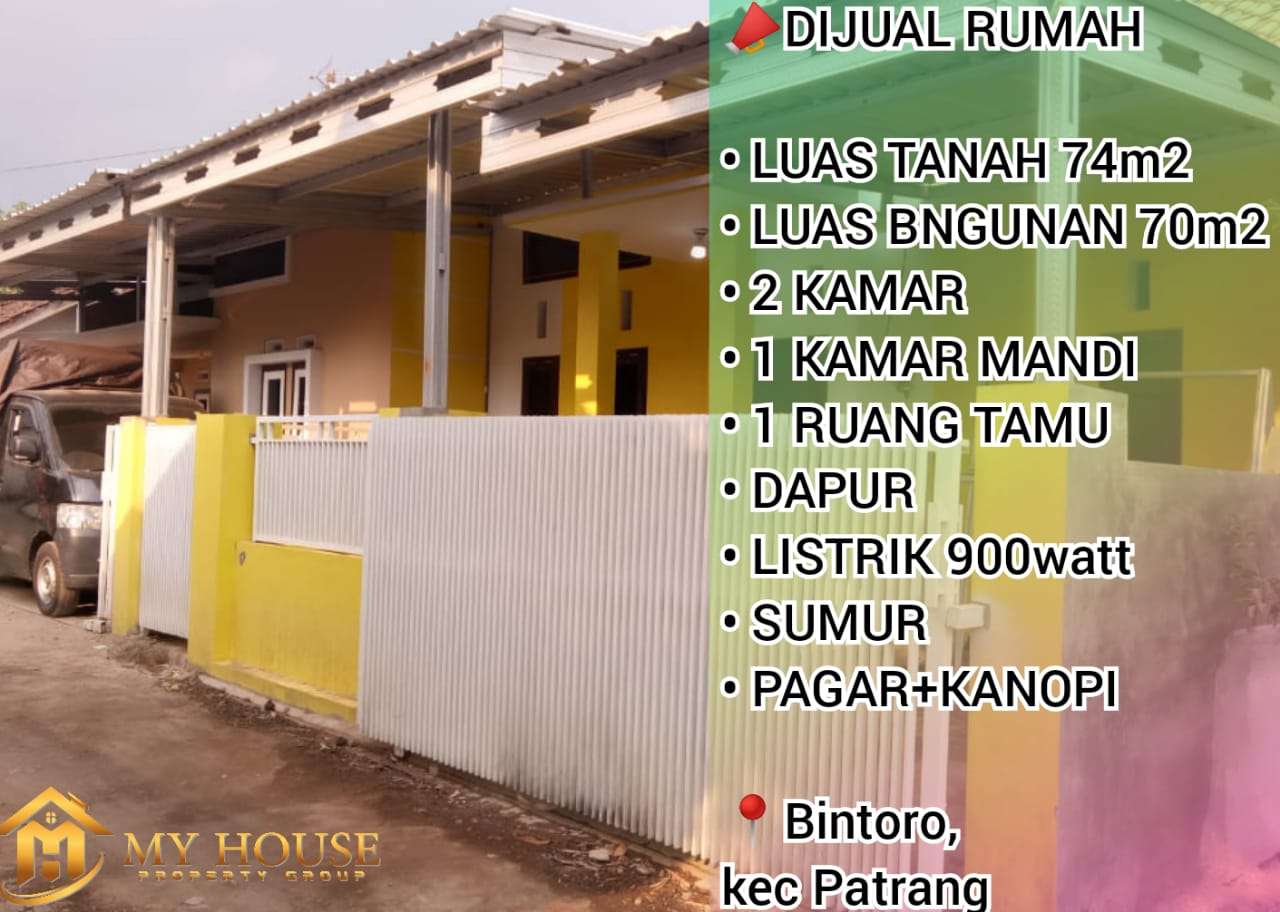 DIJUAL RUMAH
• LUAS TANAH 74m2
• LUAS BNGUNAN 70m2
• 2 KAMAR
• 1 KAMAR MANDI
• 1 RUANG TAMU
• DAPUR
• LISTRIK 900watt
• SUMUR
• PAGAR+KANOPI
Bintoro,
kec Patrang
MY HOUSE
PROPERTY GROUP